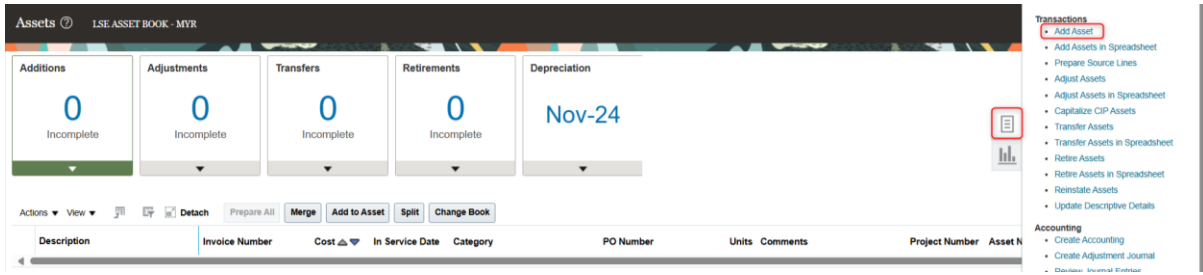 Assets
LSE ASSET BOOK - MYR
Additions
0
Incomplete
Adjustments
0
Incomplete
Transfers
0
Incomplete
Retirements
0
Incomplete
Depreciation
Nov-24
Actions View Detach Prepare All Merge Add to Asset Split Change Book
Description Invoice Number Cost In Service Date Category PO Number Units Comments Project Number Asset N
Transactions
Add Asset
Add Assets in Spreadsheet
Prepare Source Lines
Adjust Assets
Adjust Assets in Spreadsheet
Capitalize CIP Assets
Transfer Assets
Transfer Assets in Spreadsheet
Retire Assets
Retire Assets in Spreadsheet
Reinstate Assets
Update Descriptive Details
Accounting
Create Accounting
Create Adjustment Journal
Review Journal Entries